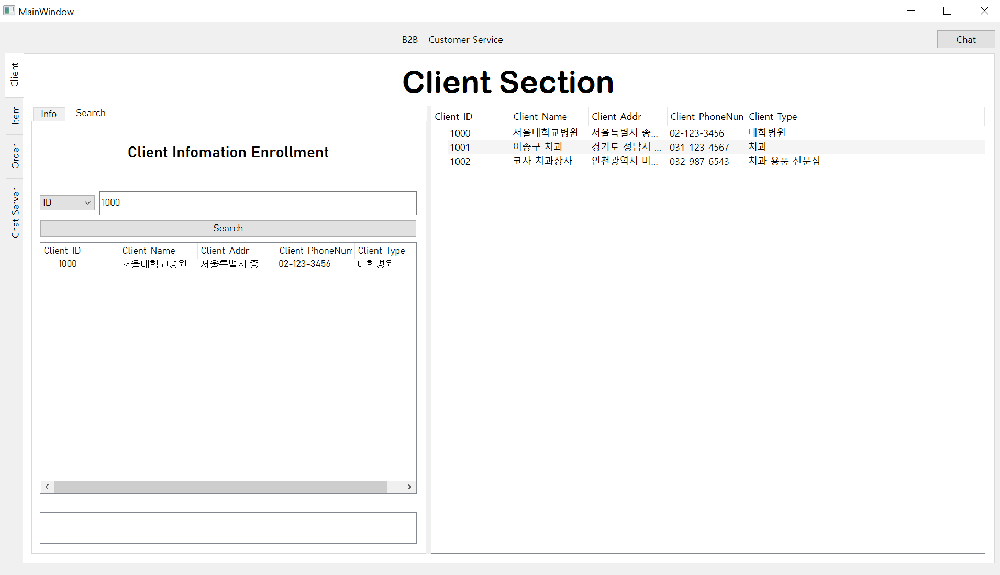 MainWindow
B2B - Customer Service
Chat
Client
Item
Order
Chat Server
Client Section
Info
Search
Client Infomation Enrollment
ID
1000
Search
Client_ID Client_Name Client_Addr Client_PhoneNum Client_Type
1000 서울대학교병원 서울특별시 종... 02-123-3456 대학병원
Client_ID Client_Name Client_Addr Client_PhoneNun Client_Type
1000 서울대학교병원 서울특별시 종... 02-123-3456 대학병원
1001 이종구 치과 경기도 성남시 ... 031-123-4567 치과
1002 코사 치과상사 인천광역시 미... 032-987-6543 치과 용품 전문점